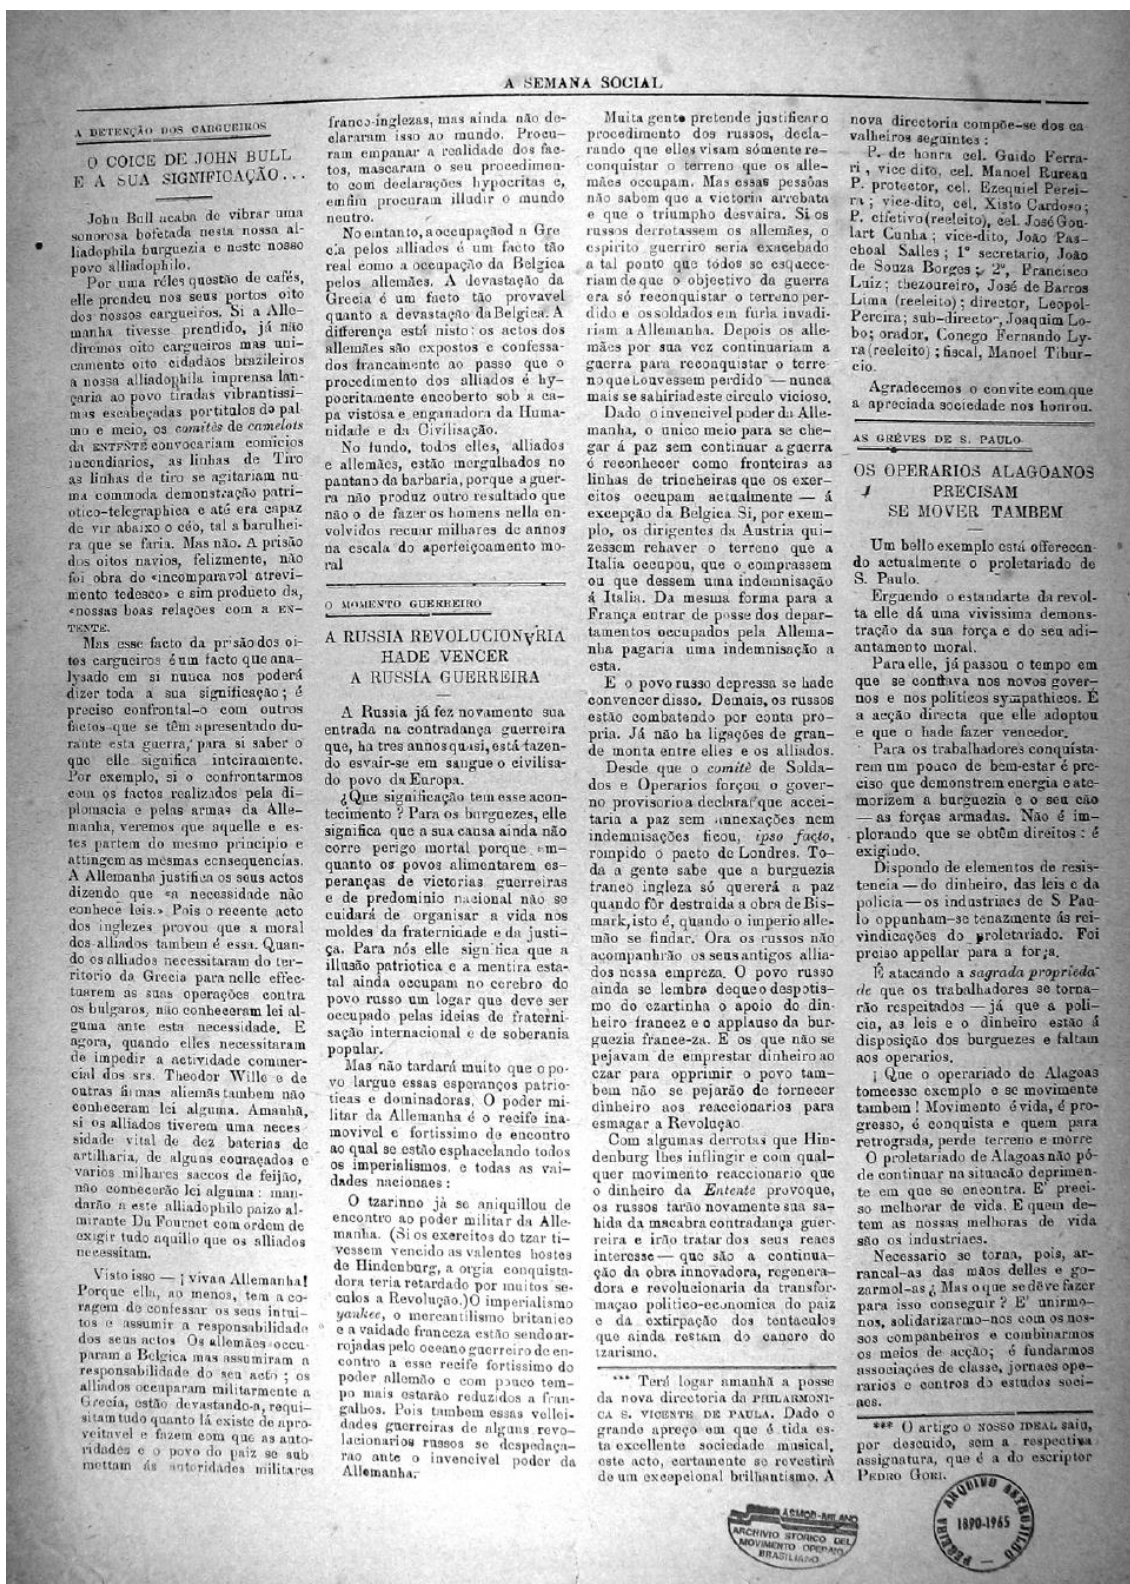 A SEMANA SOCIAL
A DETENÇÃO DOS CARGUEIROS
O COICE DE JOHN BULL
E A SUA SIGNIFICAÇÃO...
John Bull acaba de vibrar uma
sonorosa bofetada nesta nossa al-
liadophila burguezia e neste nosso
povo alliadophilo.
Por uma réles questão de cafés,
elle prendeu nos seus portos oito
dos nossos cargueiros. Si a Alle-
manha tivesse prendido, já não
diremos oito cargueiros mas uni-
camente oito cidadãos brazileiros
a nossa alliadophila imprensa lan-
çaria ao povo tiradas vibrantissi-
mas escabeçadas por titulos do pal-
mo e meio, os comitès de camelots
da ENTENTE convocariam comicios
incendiarios, as linhas de Tiro
as linhas de tiro se agitariam nu-
ma commoda demonstração patri-
otico-telegraphica e até era capaz
de vir abaixo o céo, tal a barulhei-
ra que se faria. Mas não. A prisão
dos oitos navios, felizmente, não
foi obra do «incomparavol atrevi-
mento tedesco» e sim producto da,
«nossas boas relações com a EN-
TENTE.
Mas esse facto da prisão dos oi-
tos cargueiros é um facto que ana-
lysado em si nunca nos poderá
dizer toda a sua significação; é
preciso confrontal-o com outros
factos que se têm apresentado du-
rante esta guerra, para si saber o
que elle significa inteiramente.
Por exemplo, si o confrontarmos
com os factos realizados pela di-
plomacia e pelas armas da Alle-
manha, veremos que aquelle e es-
tes partem do mesmo principio e
attingem as mesmas consequencias.
A Allemanha justifica os seus actos
dizendo que «a necessidade não
conhece leis.» Pois o recente acto
dos inglezes provou que a moral
dos alliados tambem é essa. Quan-
do os alliados necessitaram do ter-
ritorio da Grecia para nelle effec-
tuarem as suas operações contra
os bulgaros, não conheceram lei al-
guma ante esta necessidade. E
agora, quando elles necessitaram
de impedir a actividade commer-
cial dos srs. Theodor Wille e de
outras firmas aliemãs tambem não
conheceram lei alguma. Amanhã,
si os alliados tiverem uma neces
sidade vital de dez baterias de
artilharia, de alguns couraçados e
varios milhares saccos de feijão,
não conhecerão lei alguma: man-
darão a este alliadophilo paizo al-
mirante Du Fournet com ordem de
exigir tudo aquillo que os alliados
necessitam.
Visto isso — ¡ viva a Allemanha!
Porque ella, ao menos, tem a co-
ragem de confessar os seus intui-
tos e assumir a responsabilidade
dos seus actos Os allemães occu-
param a Belgica mas assumiram a
responsabilidade do seu acto; os
alliados occuparam militarmente a
Grecia, estão devastando-a, requi-
sitam tudo quanto lá existe de apro-
veitavel e fazem com que as auto-
ridades e o povo do paiz se sub
mettam ás autoridades militares
franco-inglezas, mas ainda não de-
clararam isso ao mundo. Procu-
ram empanar a realidade dos fac-
tos, mascaram o seu procedimen-
to com declarações hypocritas e,
emfim procuram illudir o mundo
neutro.
No emtanto, a occupaçãod a Gre
cia pelos alliados é um facto tão
real como a occupação da Belgica
pelos allemães. A devastação da
Grecia é um facto tão provavel
quanto a devastação da Belgica. A
differença está nisto: os actos dos
allemães são expostos e confessa-
dos francamente ao passo que o
procedimento dos alliados é hy-
pocritamente encoberto sob a ca-
pa vistosa e enganadora da Huma-
nidade e da Civilisação.
No fundo, todos elles, alliados
e allemães, estão mergulhados no
pantano da barbaria, porque a guer-
ra não produz outro resultado que
não o de fazer os homens nella en-
volvidos recuar milhares de annos
na escala do aperfeiçoamento mo-
ral
O MOMENTO GUERREIRO
A RUSSIA REVOLUCIONARIA
HADE VENCER
A RUSSIA GUERREIRA
A Russia já fez novamente sua
entrada na contradança guerreira
que, ha tres annos quasi, está fazen-
do esvair-se em sangue o civilisa-
do povo da Europa.
¿Que significação tem esse acon-
tecimento? Para os burguezes, elle
significa que a sua causa ainda não
corre perigo mortal porque em-
quanto os povos alimentarem es-
peranças de victorias guerreiras
e de predominio nacional não se
cuidará de organisar a vida nos
moldes da fraternidade e da justi-
ça. Para nós elle significa que a
illusão patriotica e a mentira esta-
tal ainda occupam no cerebro do
povo russo um logar que deve ser
occupado pelas ideias de fraterni-
sação internacional e de soberania
popular.
Mas não tardará muito que o po-
vo largue essas esperanços patrio-
ticas e dominadoras. O poder mi-
litar da Allemanha é o recife ina-
movivel e fortissimo de encontro
ao qual se estão esphacelando todos
os imperialismos, e todas as vai-
dades nacionaes:
O tzarinno já se aniquillou de
encontro ao poder militar da Alle-
manha. (Si os exercitos do tzar ti-
vessem vencido as valentes hostes
de Hindenburg, a orgia conquista-
dora teria retardado por muitos se-
culos a Revolução.) O imperialismo
yankee, o mercantilismo britanico
e a vaidade franceza estão sendoar-
rojadas pelo oceano guerreiro de en-
contro a esse recife fortissimo do
poder allemão e com pouco tem-
po mais estarão reduzidos a fran-
galhos. Pois tambem essas vellei-
dades guerreiras de alguns revo-
lucionarios russos se despedaça-
rão ante o invencivel poder da
Allemanha.
Muita gente pretende justificar o
procedimento dos russos, decla-
rando que elles visam sómente re-
conquistar o terreno que os alle-
mães occupam. Mas essas pessôas
não sabem que a victoria arrebata
e que o triumpho desvaira. Si os
russos derrotassem os allemães, o
espirito guerriro seria exacebado
a tal ponto que tódos se esquece-
riam de que o objectivo da guerra
era só reconquistar o terreno per-
dido e os soldados em furia invadi-
riam a Allemanha. Depois os alle-
mães por sua vez continuariam a
guerra para reconquistar o terre-
no que houvessem perdido — nunca
mais se sahiria deste circulo vicioso.
Dado o invencivel poder da Alle-
manha, o unico meio para se che-
gar á paz sem continuar a guerra
é reconhecer como fronteiras as
linhas de trincheiras que os exer-
citos occupam actualmente — á
excepção da Belgica. Si, por exem-
plo, os dirigentes da Austria qui-
zessem rehaver o terreno que a
Italia occupou, que o comprassem
ou que dessem uma indemnisação
á Italia. Da mesma forma para a
França entrar de posse dos depar-
tamentos occupados pela Allema-
nha pagaria uma indemnisação a
esta.
E o povo russo depressa se hade
convencer disso. Demais, os russos
estão combatendo por conta pro-
pria. Já não ha ligações de gran-
de monta entre elles e os alliados.
Desde que o comitè de Solda-
dos e Operarios forçou o gover-
no provisorio a declarar que accei-
taria a paz sem annexações nem
indemnisações ficou, ipso facto,
rompido o pacto de Londres. To-
da a gente sabe que a burguezia
franco ingleza só quererá a paz
quando fôr destruida a obra de Bis-
mark, isto é, quando o imperio alle-
mão se findar. Ora os russos não
acompanhrão os seus antigos allia-
dos nessa empreza. O povo russo
ainda se lembra de que o despotis-
mo do czartinha o apoio do din-
heiro francez e o applauso da bur-
guezia france-za. E os que não se
pejavam de emprestar dinheiro ao
czar para opprimir o povo tam-
bem não se pejarão de fornecer
dinheiro aos reaccionarios para
esmagar a Revolução.
Com algumas derrotas que Hin-
denburg lhes inflingir e com qual-
quer movimento reaccionario que
o dinheiro da Entente provoque,
os russos farão novamente sua sa-
hida da macabra contradança guer-
reira e irão tratar dos seus reaes
interesse — que são a continua-
ção da obra innovadora, regenera-
dora e revolucionaria da transfor-
maçao politico-economica do paiz
e da extirpação dos tentaculos
que ainda restam do cancro do
tzarismo.
*** Terá logar amanhã a posse
da nova directoria da PHILARMONI-
CA S. VICENTE DE PAULA. Dado o
grande apreço em que é tida es-
ta excellente sociedade musical,
este acto, certamente se revestirá
de um excepcional brilhantismo. A
nova directoria compõe-se dos ca-
valheiros seguintes:
P. de honra cel. Guido Ferra-
ri, vice dito, cel. Manoel Rureau
P. protector, cel. Ezequiel Perei-
ra; vice-dito, cel. Xisto Cardoso;
P. effetivo (reeleito), cel. José Gou-
lart Cunha; vice-dito, João Pas-
choal Salles; 1º secretario, João
de Souza Borges; 2º, Francisco
Luiz; thezoureiro, José de Barros
Lima (reeleito); director, Leopol-
Pereira; sub-director, Joaquim Lo-
bo; orador, Conego Fernando Ly-
ra (reeleito); fiscal, Manoel Tibur-
cio.
Agradecemos o convite com que
a apreciada sociedade nos honrou.
AS GRÉVES DE S. PAULO
OS OPERARIOS ALAGOANOS
PRECISAM
SE MOVER TAMBEM
Um bello exemplo está offerecen-
do actualmente o proletariado de
S. Paulo.
Erguendo o estandarte da revol-
ta elle dá uma vivissima demons-
tração da sua força e do seu adi-
antamento moral.
Para elle, já passou o tempo em
que se confiava nos novos gover-
nos e nos politicos sympathicos. É
a acção directa que elle adoptou
e que o hade fazer vencedor.
Para os trabalhadores conquista-
rem um pouco de bem-estar é pre-
ciso que demonstrem energia e ate-
morizem a burguezia e o seu cão
— as forças armadas. Não é im-
plorando que se obtêm direitos: é
exigindo.
Dispondo de elementos de resis-
tencia — do dinheiro, das leis e da
policia — os industriaes de S Pau-
lo oppunham-se tenazmente ás rei-
vindicações do proletariado. Foi
preciso appellar para a força.
É atacando a sagrada proprieda-
de que os trabalhadores se torna-
rão respeitados — já que a poli-
cia, as leis e o dinheiro estão á
disposição dos burguezes e faltam
aos operarios.
¡ Que o operariado de Alagoas
tomeesse exemplo e se movimente
tambem! Movimento é vida, é pro-
gresso, é conquista e quem para
retrograda, perde terreno e morre
O proletariado de Alagoas não pó-
de continuar na situacão deprimen-
te em que se encontra. E' preci-
so melhorar de vida. E quem de-
tem as nossas melhoras de vida
são os industriaes.
Necessario se torna, pois, ar-
rancal-as das mãos delles e go-
zarmol-as ¿ Mas o que se déve fazer
para isso conseguir? E' unirmo-
nos, solidarizarmo-nos com os nos-
sos companheiros e combinarmos
os meios de acção; é fundarmos
associações de classe, jornaes ope-
rarios e centros do estudos soci-
aes.
*** O artigo o NOSSO IDEAL saiu,
por descuido, sem a respectiva
assignatura, que é a do escriptor
PEDRO GORI.
ASMOB-MILANO
ARCHIVIO STORICO DEL
MOVIMENTO OPERAIO
BRASILIANO
ARQUIVO ASTROJILDO PEREIRA
1890-1965